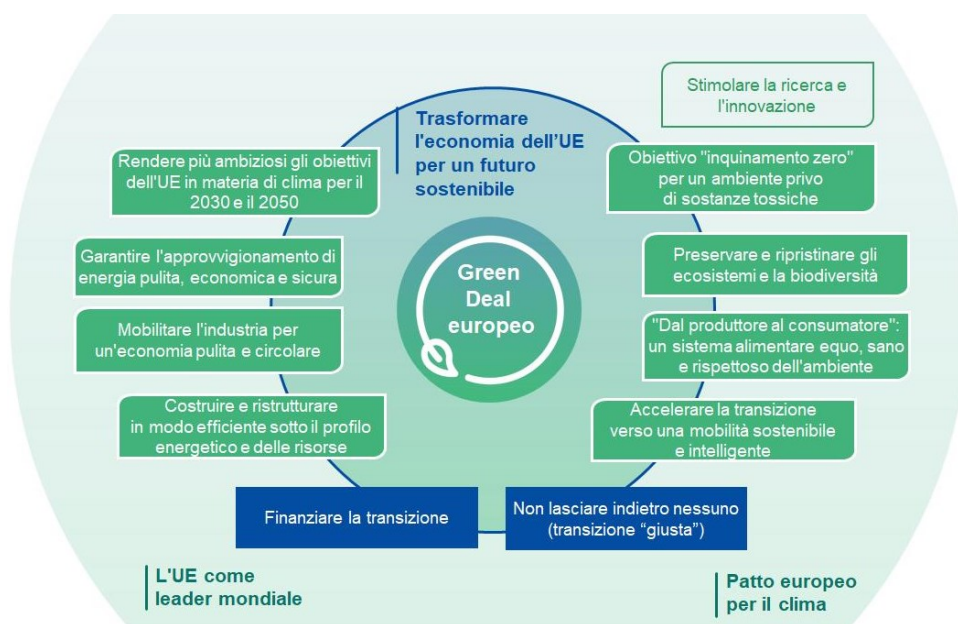 Stimolare la ricerca e
l'innovazione
Trasformare
l'economia dell'UE
per un futuro
sostenibile
Rendere più ambiziosi gli obiettivi
dell'UE in materia di clima per il
2030 e il 2050
Obiettivo "inquinamento zero"
per un ambiente privo
di sostanze tossiche
Garantire l'approvvigionamento di
energia pulita, economica e sicura
Green
Deal
europeo
Preservare e ripristinare gli
ecosistemi e la biodiversità
Mobilitare l'industria per
un'economia pulita e circolare
"Dal produttore al consumatore":
un sistema alimentare equo, sano
e rispettoso dell'ambiente
Costruire e ristrutturare
in modo efficiente sotto il profilo
energetico e delle risorse
Accelerare la transizione
verso una mobilità sostenibile
e intelligente
Finanziare la transizione
Non lasciare indietro nessuno
(transizione “giusta”)
L'UE come
leader mondiale
Patto europeo
per il clima